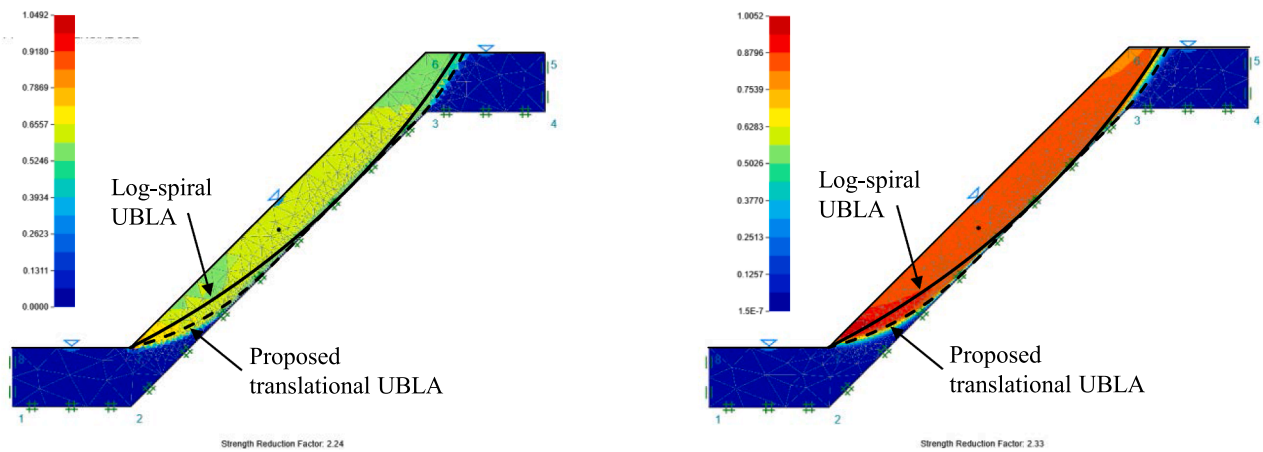 1.0492
0.9180
0.7869
0.6557
0.5246
0.3934
0.2623
0.1311
0.0000
Log-spiral
UBLA
Proposed
translational UBLA
6
5
3
4
8
1
2
Strength Reduction Factor: 2.24
1.0052
0.8796
0.7539
0.6283
0.5026
0.3770
0.2513
0.1257
1.5E-7
Log-spiral
UBLA
Proposed
translational UBLA
6
5
3
4
8
1
2
Strength Reduction Factor: 2.33